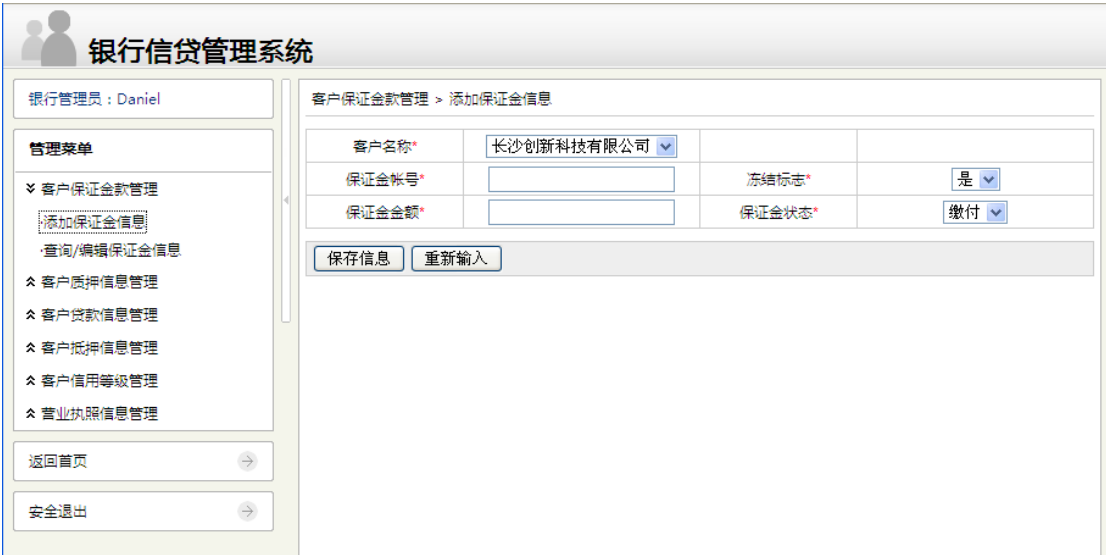 银行信贷管理系统
银行管理员：Daniel
管理菜单
客户保证金款管理
·添加保证金信息
·查询/编辑保证金信息
客户质押信息管理
客户贷款信息管理
客户抵押信息管理
客户信用等级管理
营业执照信息管理
返回首页
安全退出
客户保证金款管理 > 添加保证金信息
客户名称* 长沙创新科技有限公司
保证金帐号* 冻结标志* 是
保证金金额* 保证金状态* 缴付
保存信息 重新输入